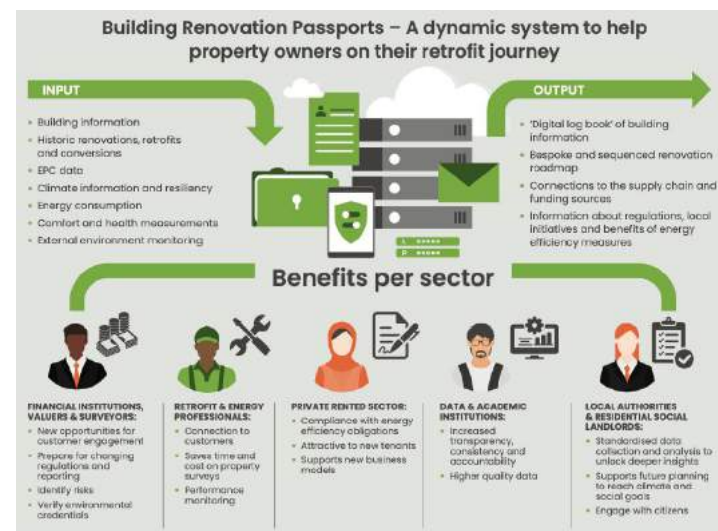 Building Renovation Passports – A dynamic system to help
property owners on their retrofit journey
INPUT
• Building information
• Historic renovations, retrofits
and conversions
• EPC data
• Climate information and resiliency
• Energy consumption
• Comfort and health measurements
• External environment monitoring
OUTPUT
• 'Digital log book' of building
information
• Bespoke and sequenced renovation
roadmap
• Connections to the supply chain and
funding sources
• Information about regulations, local
initiatives and benefits of energy
efficiency measures
L *****
P *****
Benefits per sector
FINANCIAL INSTITUTIONS,
VALUERS & SURVEYORS:
• New opportunities for
customer engagement
• Prepare for changing
regulations and
reporting
• Identify risks
• Verify environmental
credentials
RETROFIT & ENERGY
PROFESSIONALS:
• Connection to
customers
• Saves time and
cost on property
surveys
• Performance
monitoring
PRIVATE RENTED SECTOR:
• Compliance with energy
efficiency obligations
• Attractive to new tenants
• Supports new business
models
DATA & ACADEMIC
INSTITUTIONS:
• Increased
transparency,
consistency and
accountability
• Higher quality data
LOCAL AUTHORITIES
& RESIDENTIAL SOCIAL
LANDLORDS:
• Standardised data
collection and analysis to
unlock deeper insights
• Supports future planning
to reach climate and
social goals
• Engage with citizens